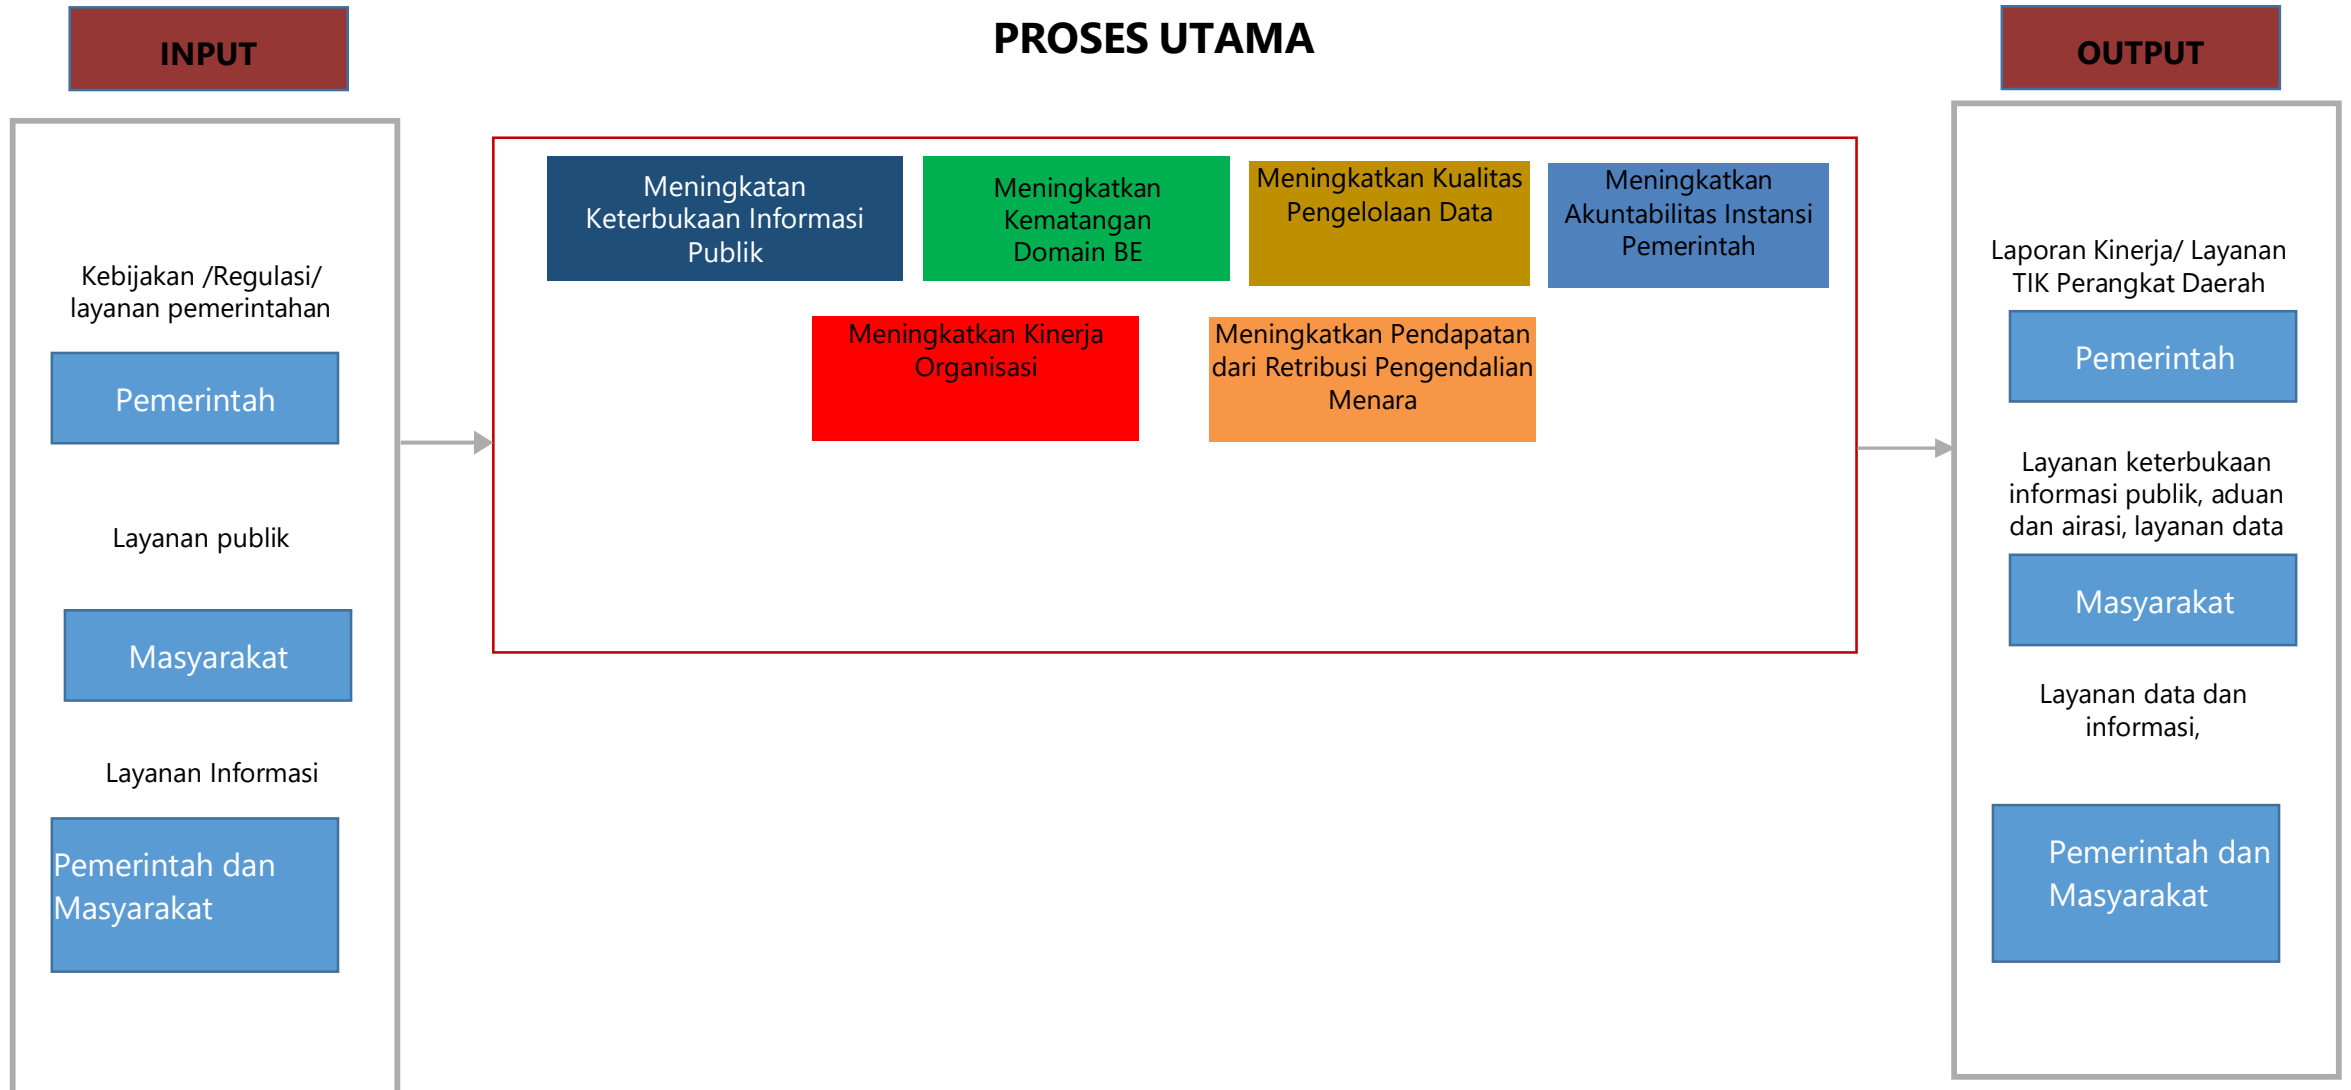 INPUT
PROSES UTAMA
OUTPUT
Kebijakan /Regulasi/
layanan pemerintahan
Pemerintah
Layanan publik
Masyarakat
Layanan Informasi
Pemerintah dan
Masyarakat
Meningkatan
Keterbukaan Informasi
Publik
Meningkatkan
Kematangan
Domain BE
Meningkatkan Kualitas
Pengelolaan Data
Meningkatkan
Akuntabilitas Instansi
Pemerintah
Meningkatkan Kinerja
Organisasi
Meningkatkan Pendapatan
dari Retribusi Pengendalian
Menara
Laporan Kinerja/ Layanan
TIK Perangkat Daerah
Pemerintah
Layanan keterbukaan
informasi publik, aduan
dan airasi, layanan data
Masyarakat
Layanan data dan
informasi,
Pemerintah dan
Masyarakat